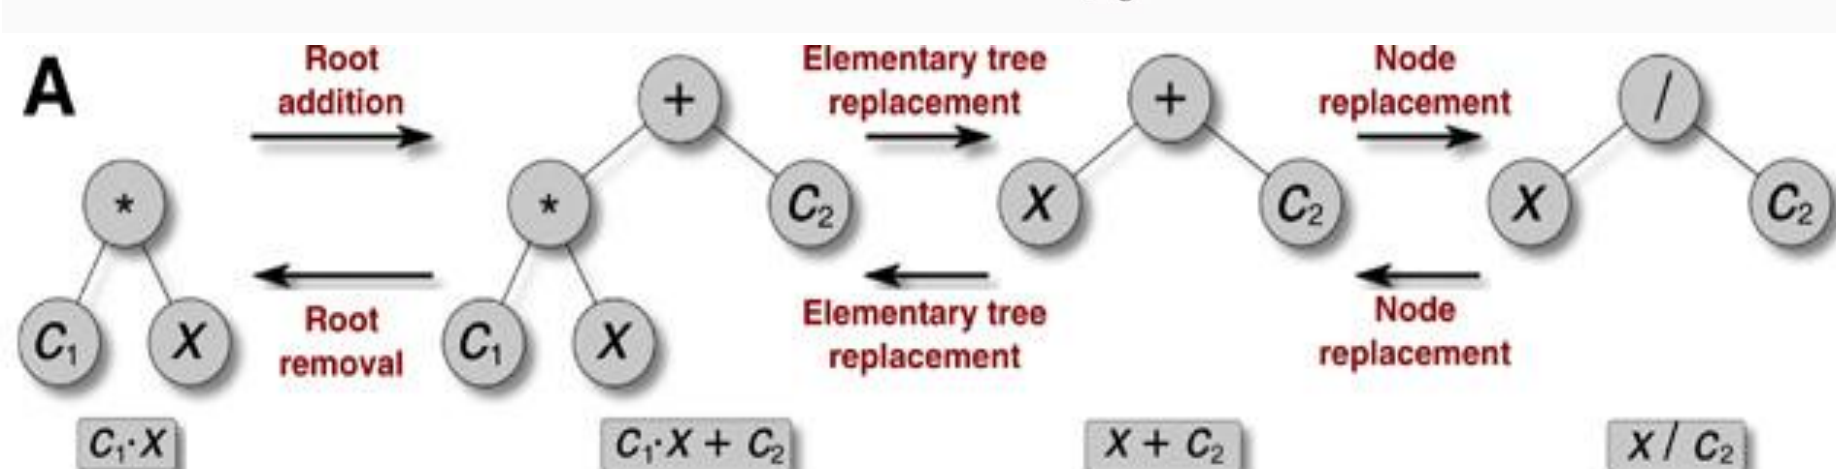 A
Root
addition
Elementary tree
replacement
Node
replacement
+
+
/
*
*
C₂
X
C₂
X
C₂
C₁
X
C₁
X
Root
removal
Elementary tree
replacement
Node
replacement
C₁·X
C₁·X + C₂
X + C₂
X / C₂